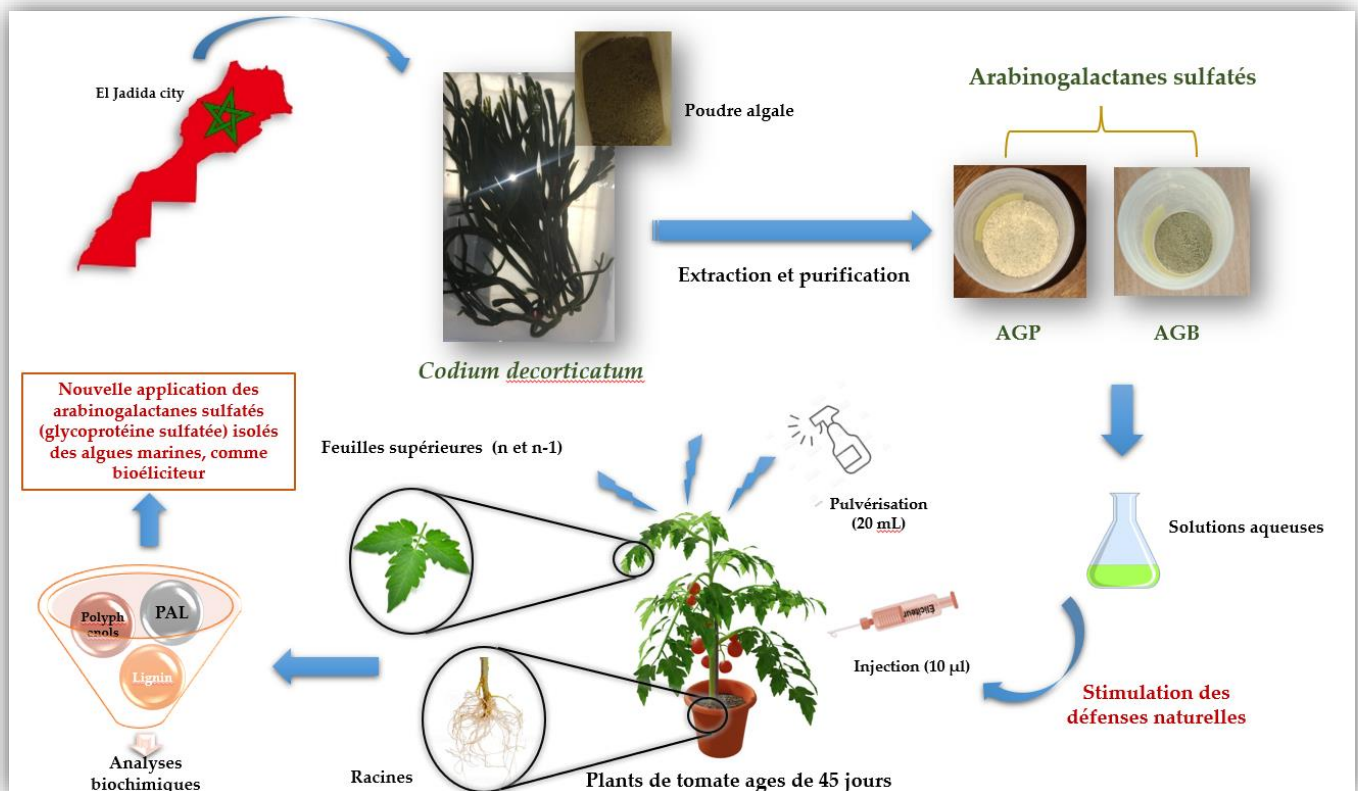 El Jadida city
Poudre algale
Arabinogalactanes sulfatés
Extraction et purification
AGP
AGB
Codium decorticatum
Nouvelle application des
arabinogalactanes sulfatés
(glycoprotéine sulfatée) isolés
des algues marines, comme
bioéliciteur
Feuilles supérieures (n et n-1)
Pulvérisation
(20 mL)
Solutions aqueuses
Polyph
enols
PAL
Lignin
Éliciteur
Injection (10 µl)
Stimulation des
défenses naturelles
Analyses
biochimiques
Racines
Plants de tomate ages de 45 jours